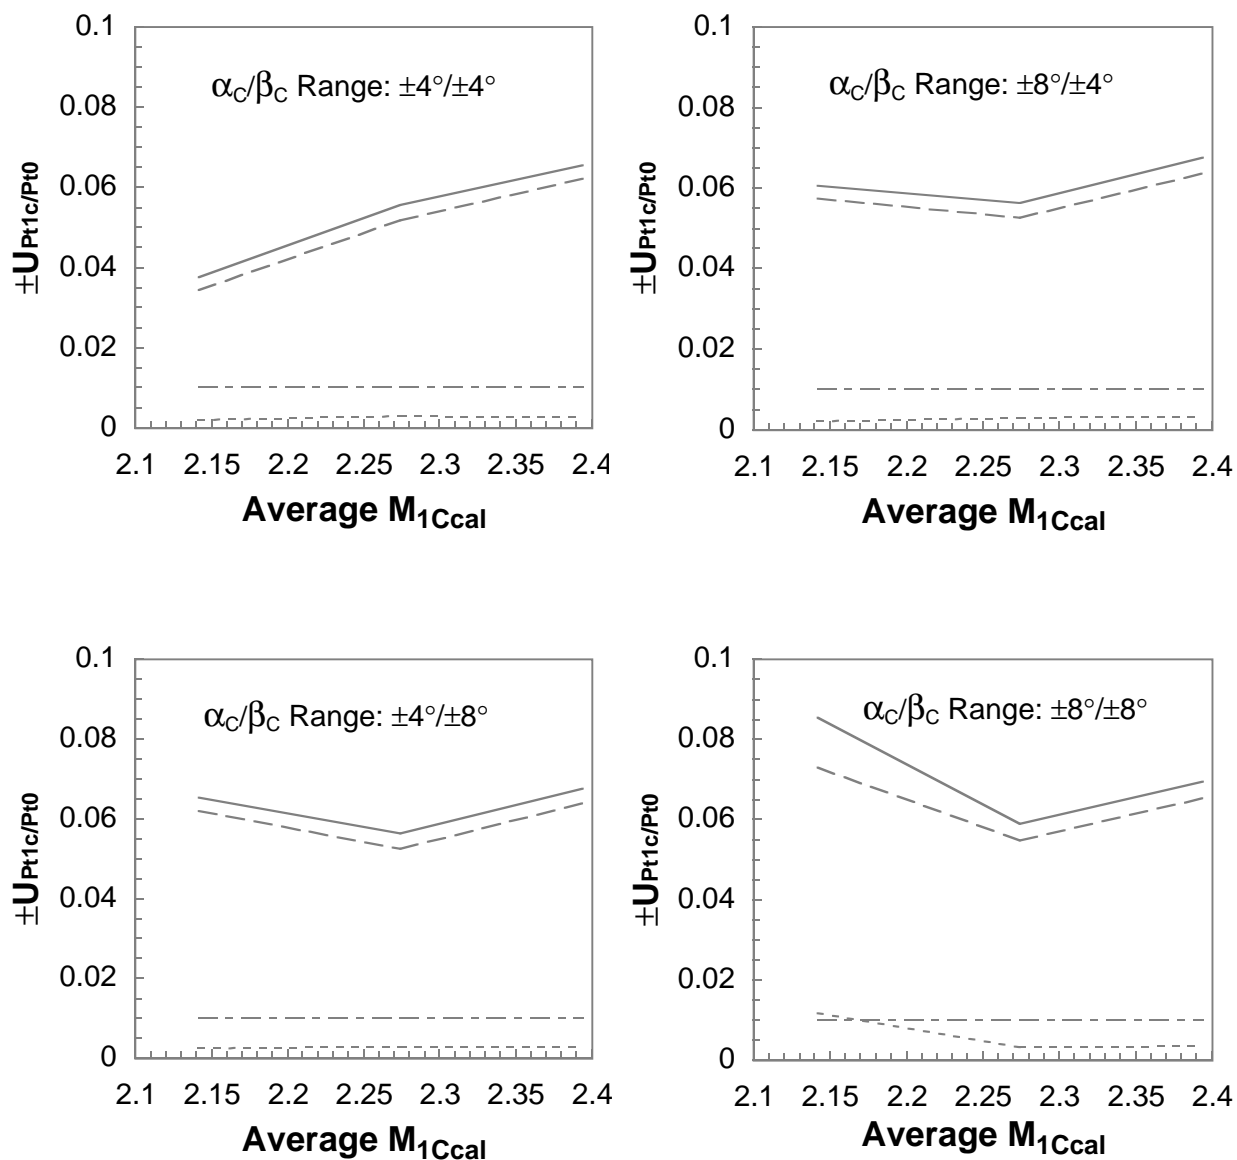 0.1
0.08
0.06
0.04
0.02
0
±UPt1c/Pt0
αC/βC Range: ±4°/±4°
2.1 2.15 2.2 2.25 2.3 2.35 2.4
Average M1Ccal
0.1
0.08
0.06
0.04
0.02
0
±UPt1c/Pt0
αC/βC Range: ±8°/±4°
2.1 2.15 2.2 2.25 2.3 2.35 2.4
Average M1Ccal
0.1
0.08
0.06
0.04
0.02
0
±UPt1c/Pt0
αC/βC Range: ±4°/±8°
2.1 2.15 2.2 2.25 2.3 2.35 2.4
Average M1Ccal
0.1
0.08
0.06
0.04
0.02
0
±UPt1c/Pt0
αC/βC Range: ±8°/±8°
2.1 2.15 2.2 2.25 2.3 2.35 2.4
Average M1Ccal